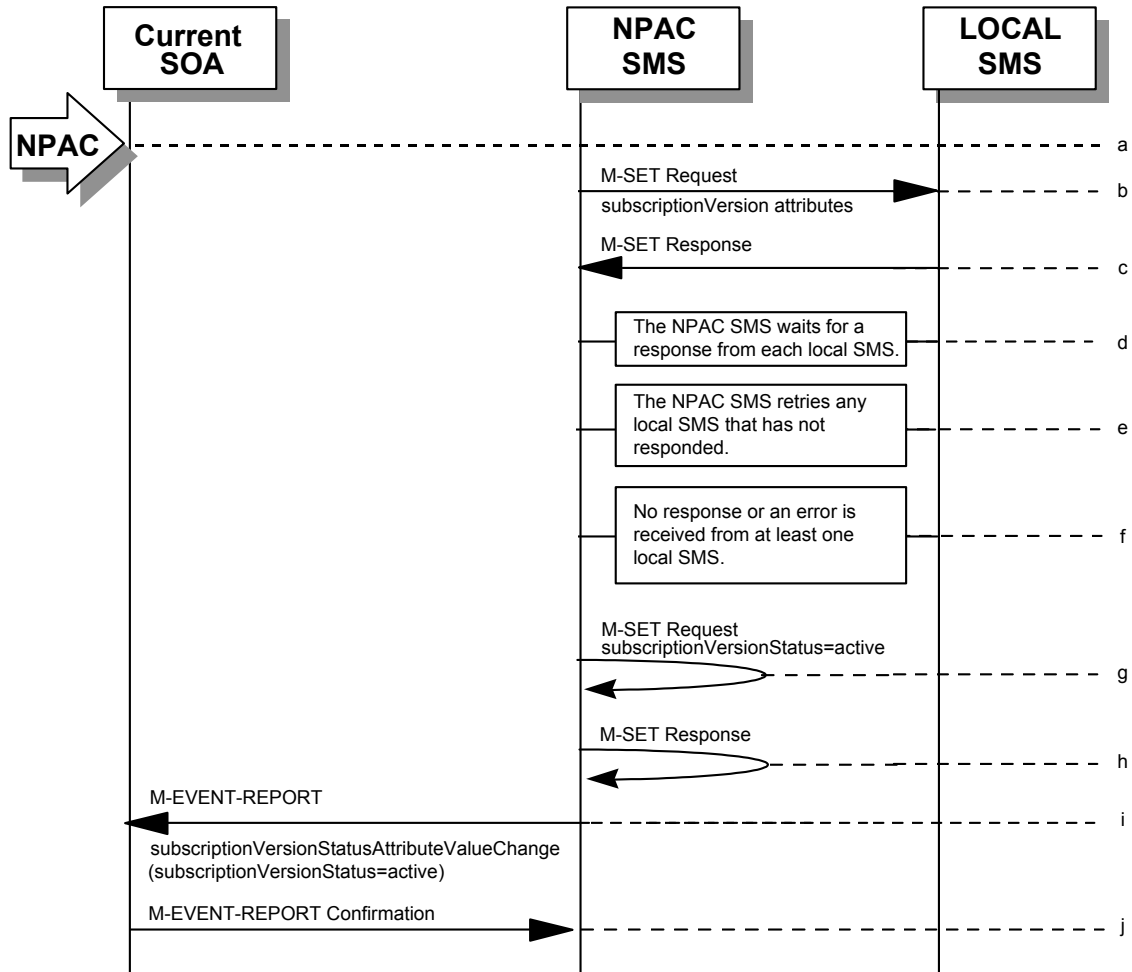 Current
SOA
NPAC
SMS
LOCAL
SMS
NPAC
a
M-SET Request
subscriptionVersion attributes
b
M-SET Response
c
The NPAC SMS waits for a
response from each local SMS.
d
The NPAC SMS retries any
local SMS that has not
responded.
e
No response or an error is
received from at least one
local SMS.
f
M-SET Request
subscriptionVersionStatus=active
g
M-SET Response
h
M-EVENT-REPORT
i
subscriptionVersionStatusAttributeValueChange
(subscriptionVersionStatus=active)
M-EVENT-REPORT Confirmation
j